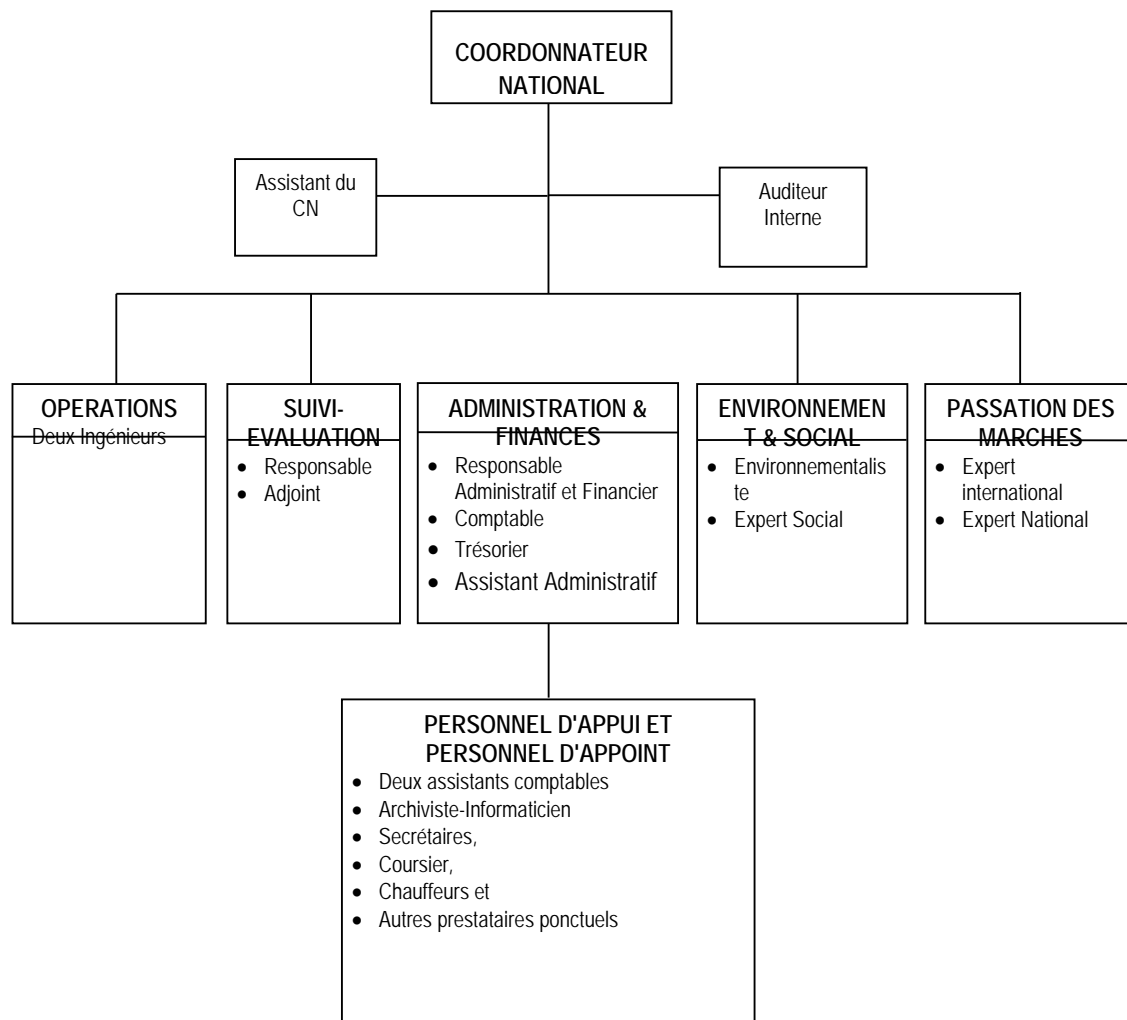 COORDONNATEUR
NATIONAL
Assistant du
CN
Auditeur
Interne
OPERATIONS
Deux Ingénieurs
SUIVI-
EVALUATION
• Responsable
• Adjoint
ADMINISTRATION &
FINANCES
• Responsable
Administratif et Financier
• Comptable
• Trésorier
• Assistant Administratif
ENVIRONNEMEN
T & SOCIAL
• Environnementalis
te
• Expert Social
PASSATION DES
MARCHES
• Expert
international
• Expert National
PERSONNEL D'APPUI ET
PERSONNEL D'APPOINT
• Deux assistants comptables
• Archiviste-Informaticien
• Secrétaires,
• Coursier,
• Chauffeurs et
• Autres prestataires ponctuels